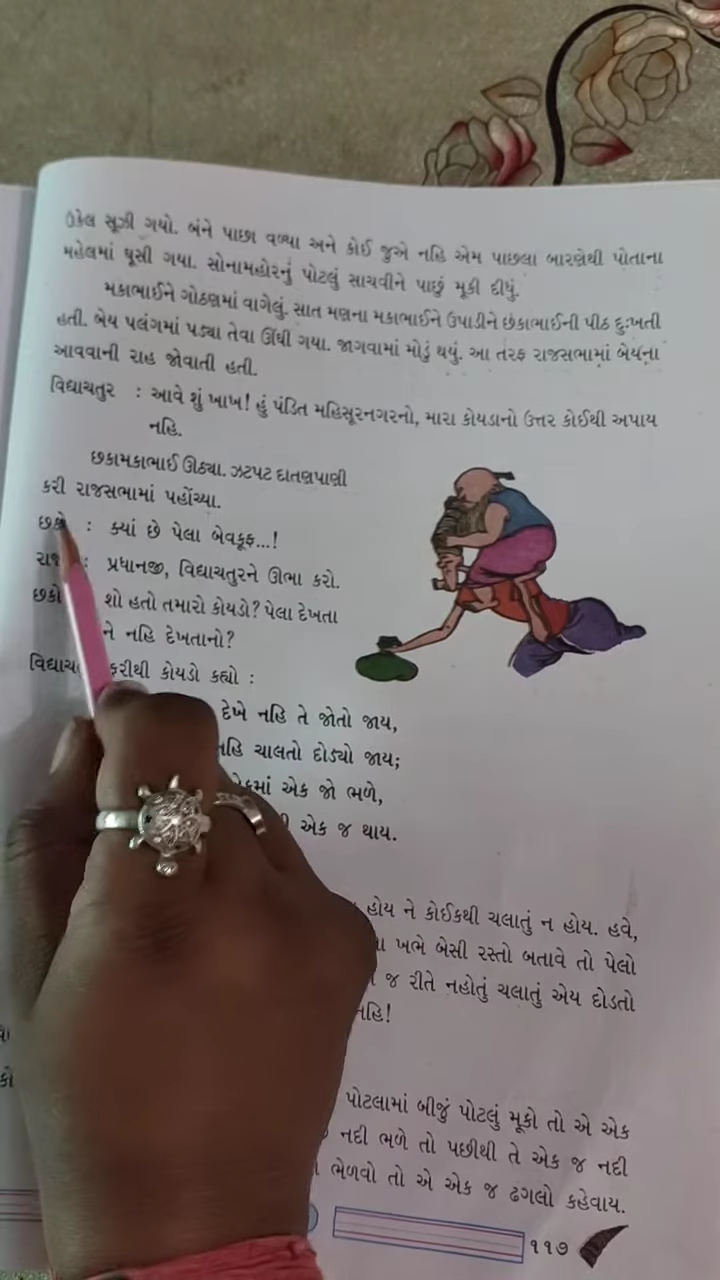 ઉકેલ સૂઝી ગયો. બંને પાછા વળ્યા અને કોઈ જુએ નહિ એમ પાછલા બારણેથી પોતાના
મહેલમાં ઘૂસી ગયા. સોનામહોરનું પોટલું સાચવીને પાછું મૂકી દીધું.
મકાભાઈને ગોઠણમાં વાગેલું. સાત મણના મકાભાઈને ઉપાડીને છકાભાઈની પીઠ દુઃખતી
હતી. બેય પલંગમાં પડ્યા તેવા ઊંઘી ગયા. જાગવામાં મોડું થયું. આ તરફ રાજસભામાં બેયના
આવવાની રાહ જોવાતી હતી.
વિદ્યાચતુર : આવે શું ખાખ! હું પંડિત મહિસૂરનગરનો, મારા કોયડાનો ઉત્તર કોઈથી અપાય
નહિ.
છકામકાભાઈ ઊઠ્યા. ઝટપટ દાતણપાણી
કરી રાજસભામાં પહોંચ્યા.
છકો : ક્યાં છે પેલા બેવકૂફ...!
: પ્રધાનજી, વિદ્યાચતુરને ઊભા કરો.
છકો શો હતો તમારો કોયડો? પેલા દેખતા
ને નહિ દેખતાનો?
ફરીથી કોયડો કહ્યો :
દેખે નહિ તે જોતો જાય,
ચાલતો દોડ્યો જાય;
એક જો ભળે,
એક જ થાય.
હોય ને કોઈકથી ચલાતું ન હોય. હવે,
ખભે બેસી રસ્તો બતાવે તો પેલો
જ રીતે નહોતું ચલાતું એય દોડતો
નહિ!
પોટલામાં બીજું પોટલું મૂકો તો એ એક
નદી ભળે તો પછીથી તે એક જ નદી
ભેળવો તો એ એક જ ઢગલો કહેવાય.
૧૧૭